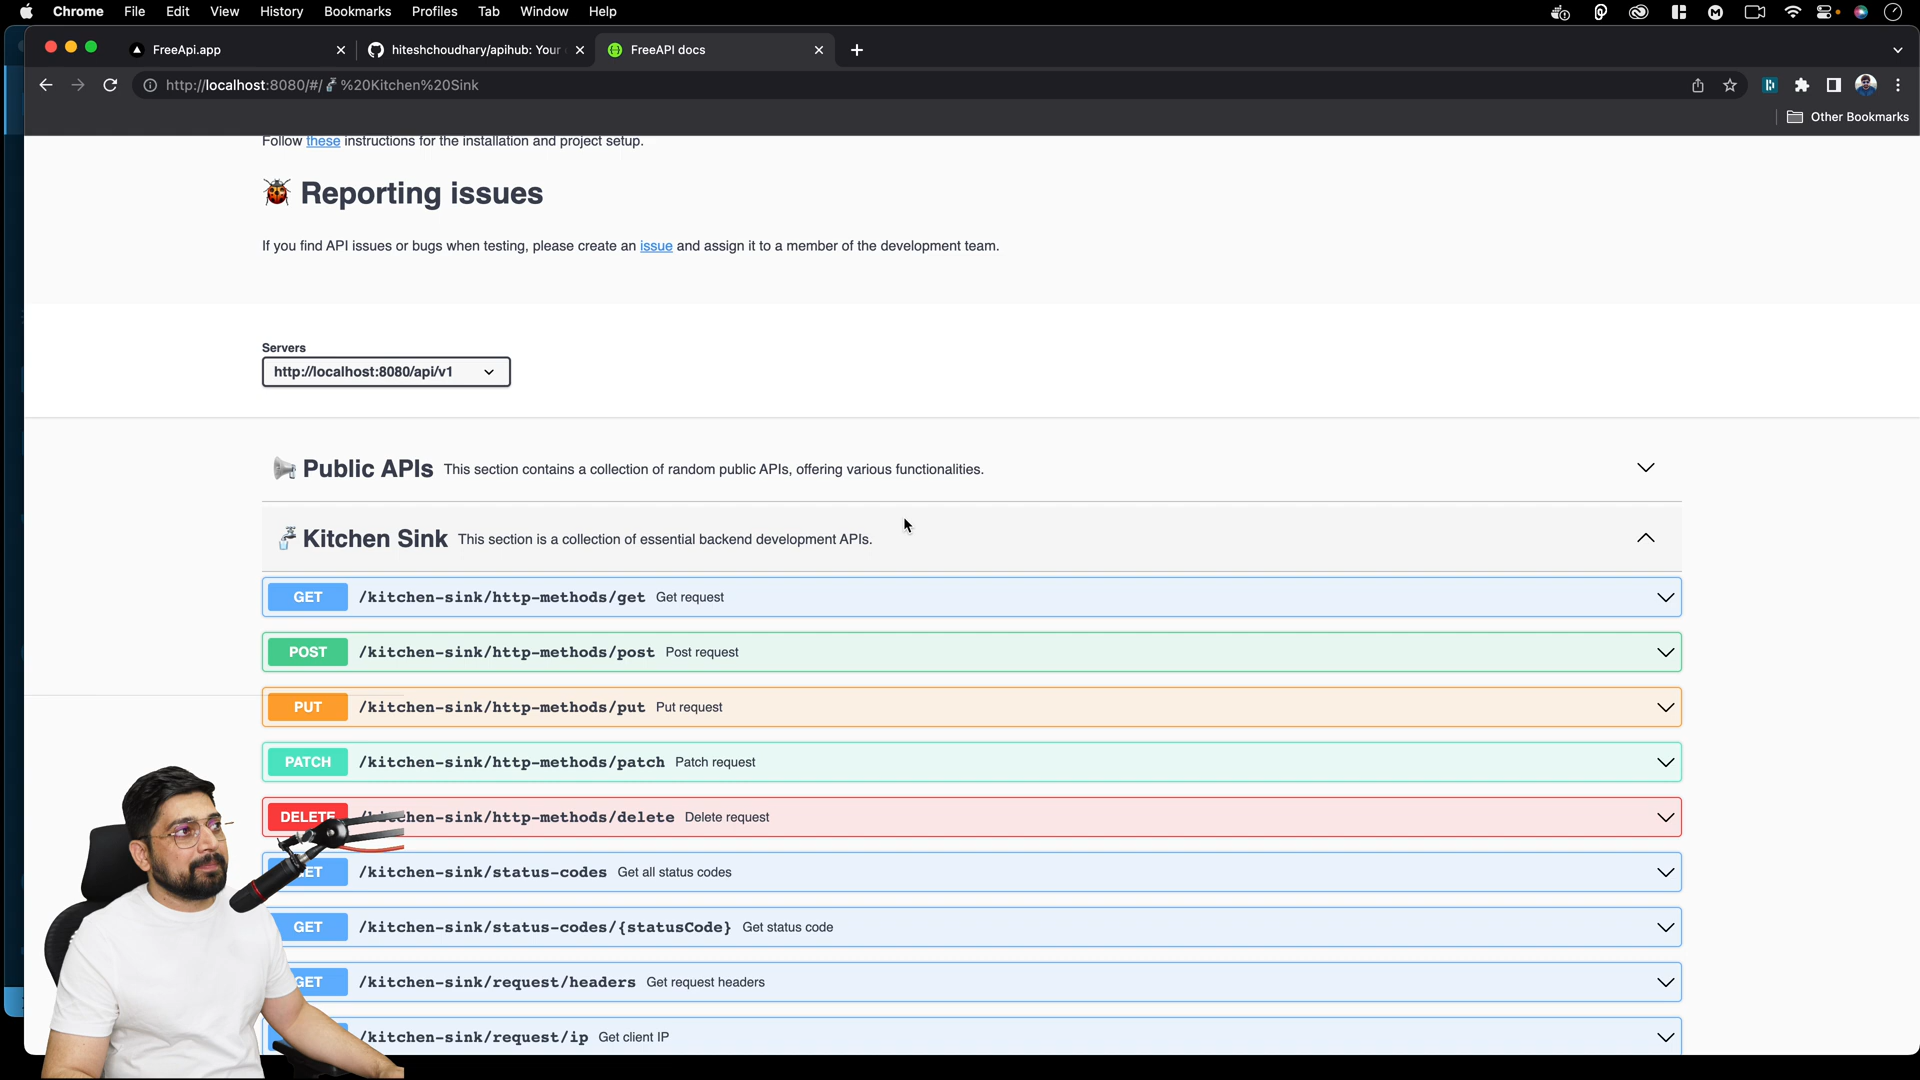 Chrome File Edit View History Bookmarks Profiles Tab Window Help
FreeApi.app
hiteshchoudhary/apihub: Your
FreeAPI docs
http://localhost:8080/#/🚰%20Kitchen%20Sink
Other Bookmarks
Follow these instructions for the installation and project setup.
🐞 Reporting issues
If you find API issues or bugs when testing, please create an issue and assign it to a member of the development team.
Servers
http://localhost:8080/api/v1
📢 Public APIs This section contains a collection of random public APIs, offering various functionalities.
🚰 Kitchen Sink This section is a collection of essential backend development APIs.
GET /kitchen-sink/http-methods/get Get request
POST /kitchen-sink/http-methods/post Post request
PUT /kitchen-sink/http-methods/put Put request
PATCH /kitchen-sink/http-methods/patch Patch request
DELETE /kitchen-sink/http-methods/delete Delete request
GET /kitchen-sink/status-codes Get all status codes
GET /kitchen-sink/status-codes/{statusCode} Get status code
GET /kitchen-sink/request/headers Get request headers
/kitchen-sink/request/ip Get client IP